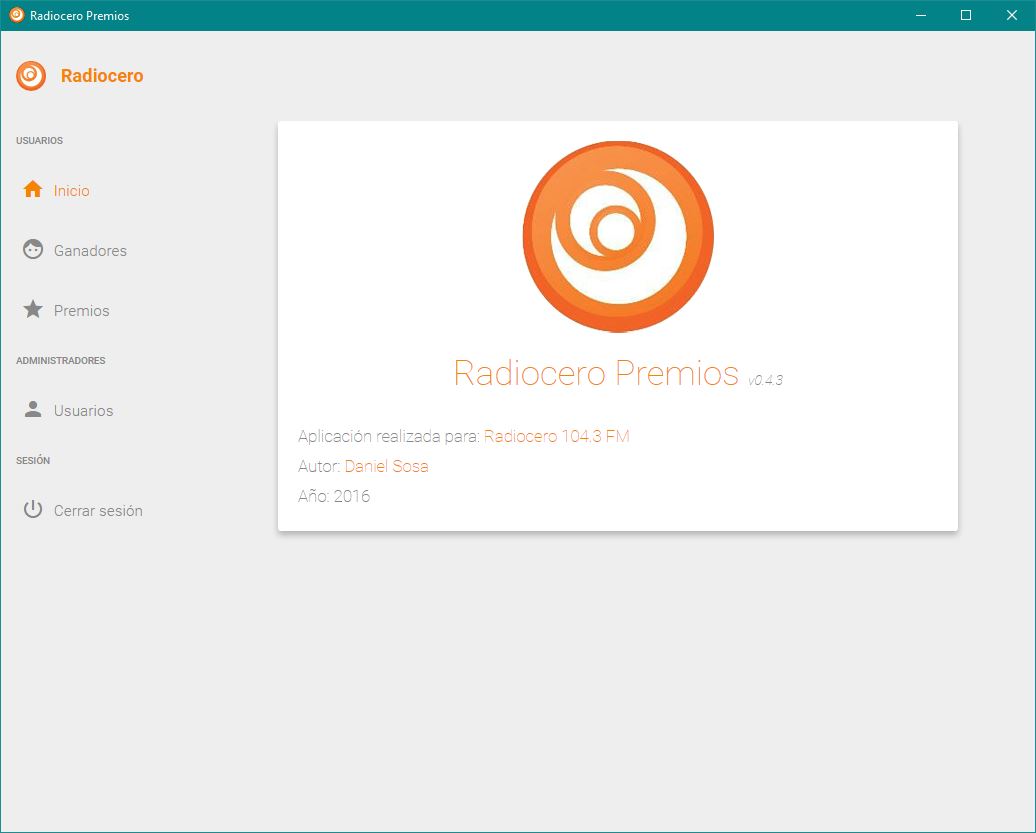 Radiocero Premios
Radiocero
USUARIOS
Inicio
Ganadores
Premios
ADMINISTRADORES
Usuarios
SESIÓN
Cerrar sesión
Radiocero Premios v0.4.3
Aplicación realizada para: Radiocero 104.3 FM
Autor: Daniel Sosa
Año: 2016